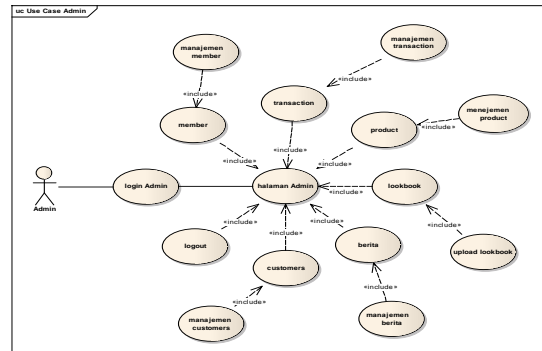 uc Use Case Admin
manajemen
member
manajemen
transaction
«include»
«include»
transaction
menejemen
product
member
product
«include»
«include»
«include»
«include»
login Admin
halaman Admin
lookbook
«include»
Admin
«include»
«include»
«include»
«include»
logout
berita
upload lookbook
customers
«include»
«include»
manajemen
customers
manajemen
berita